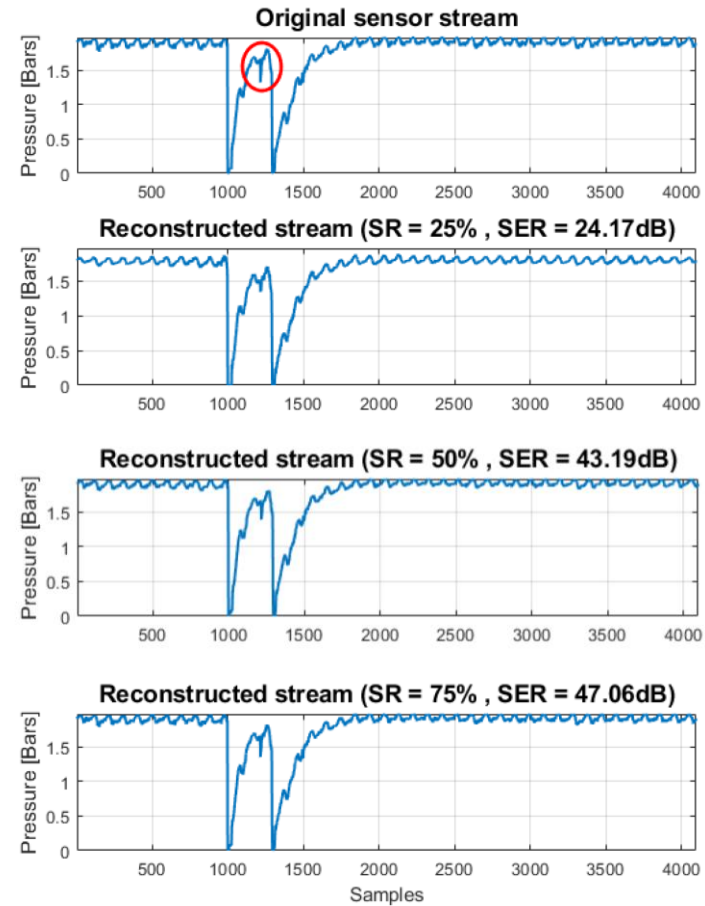 Original sensor stream
Pressure [Bars]
1.5
1
0.5
0
500 1000 1500 2000 2500 3000 3500 4000
Reconstructed stream (SR = 25% , SER = 24.17dB)
Pressure [Bars]
1.5
1
0.5
0
500 1000 1500 2000 2500 3000 3500 4000
Reconstructed stream (SR = 50% , SER = 43.19dB)
Pressure [Bars]
1.5
1
0.5
0
500 1000 1500 2000 2500 3000 3500 4000
Reconstructed stream (SR = 75% , SER = 47.06dB)
Pressure [Bars]
1.5
1
0.5
0
500 1000 1500 2000 2500 3000 3500 4000
Samples